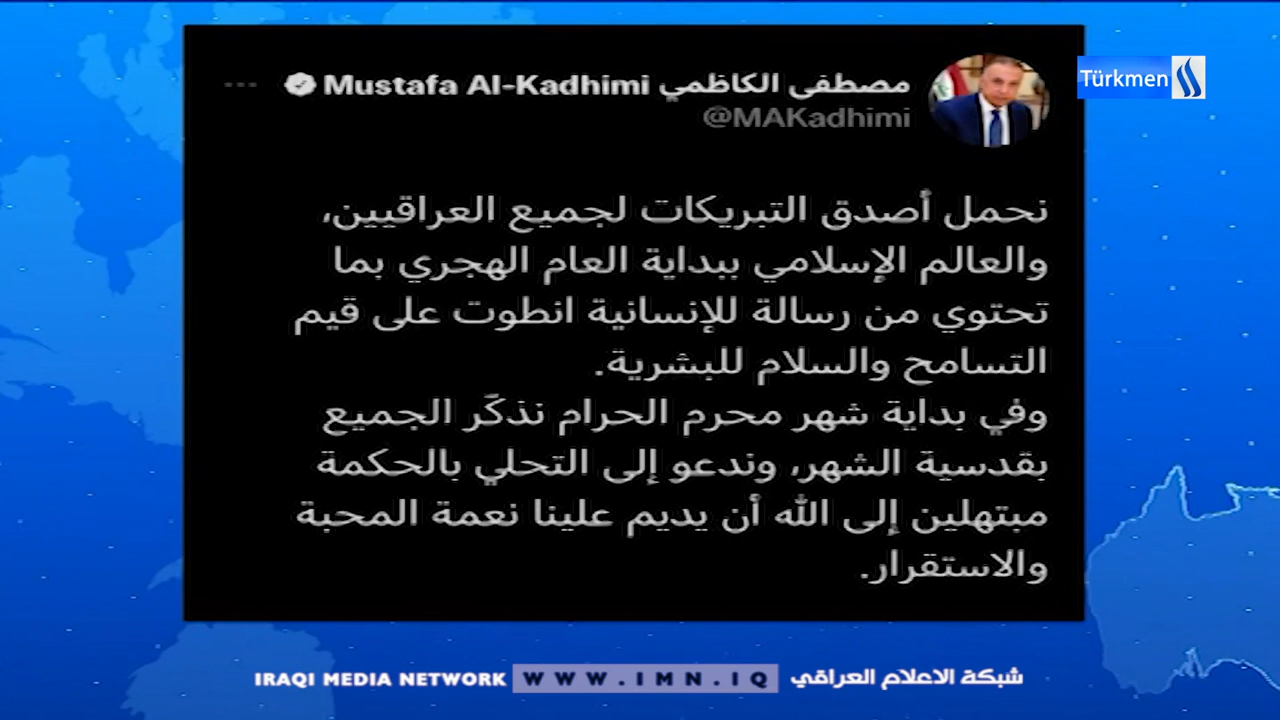 Türkmen
مصطفى الكاظمي Mustafa Al-Kadhimi
@MAKadhimi
نحمل أصدق التبريكات لجميع العراقيين،
والعالم الإسلامي ببداية العام الهجري بما
تحتوي من رسالة للإنسانية انطوت على قيم
التسامح والسلام للبشرية.
وفي بداية شهر محرم الحرام نذكّر الجميع
بقدسية الشهر، وندعو إلى التحلي بالحكمة
مبتهلين إلى الله أن يديم علينا نعمة المحبة
والاستقرار.
IRAQI MEDIA NETWORK WWW.IMN.IQ شبكة الاعلام العراقي